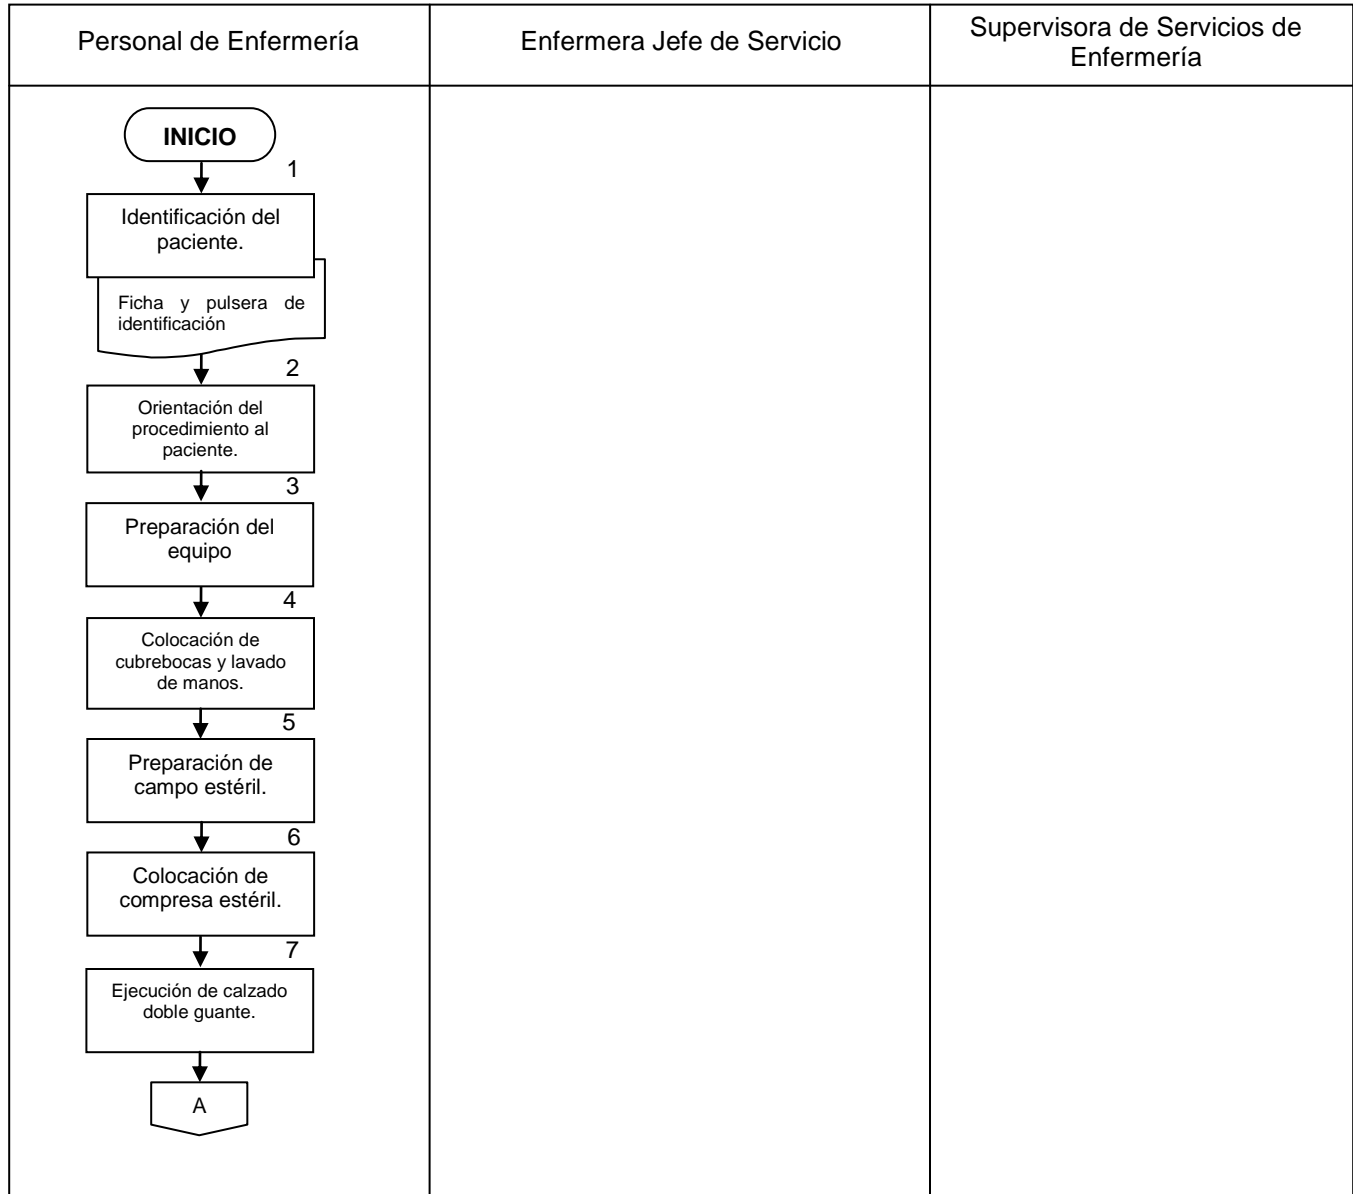 Personal de Enfermería
Enfermera Jefe de Servicio
Supervisora de Servicios de
Enfermería
INICIO
1
Identificación del
paciente.
Ficha y pulsera de
identificación
2
Orientación del
procedimiento al
paciente.
3
Preparación del
equipo
4
Colocación de
cubrebocas y lavado
de manos.
5
Preparación de
campo estéril.
6
Colocación de
compresa estéril.
7
Ejecución de calzado
doble guante.
A